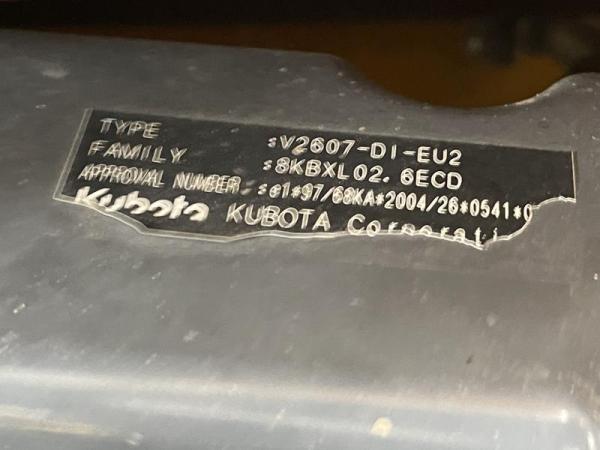 TYPE :V2607-DI-EU2
FAMILY :8KBXL02.6ECD
APPROVAL NUMBER :e1*97/68KA*2004/26*0541*0
Kubota KUBOTA Corporati